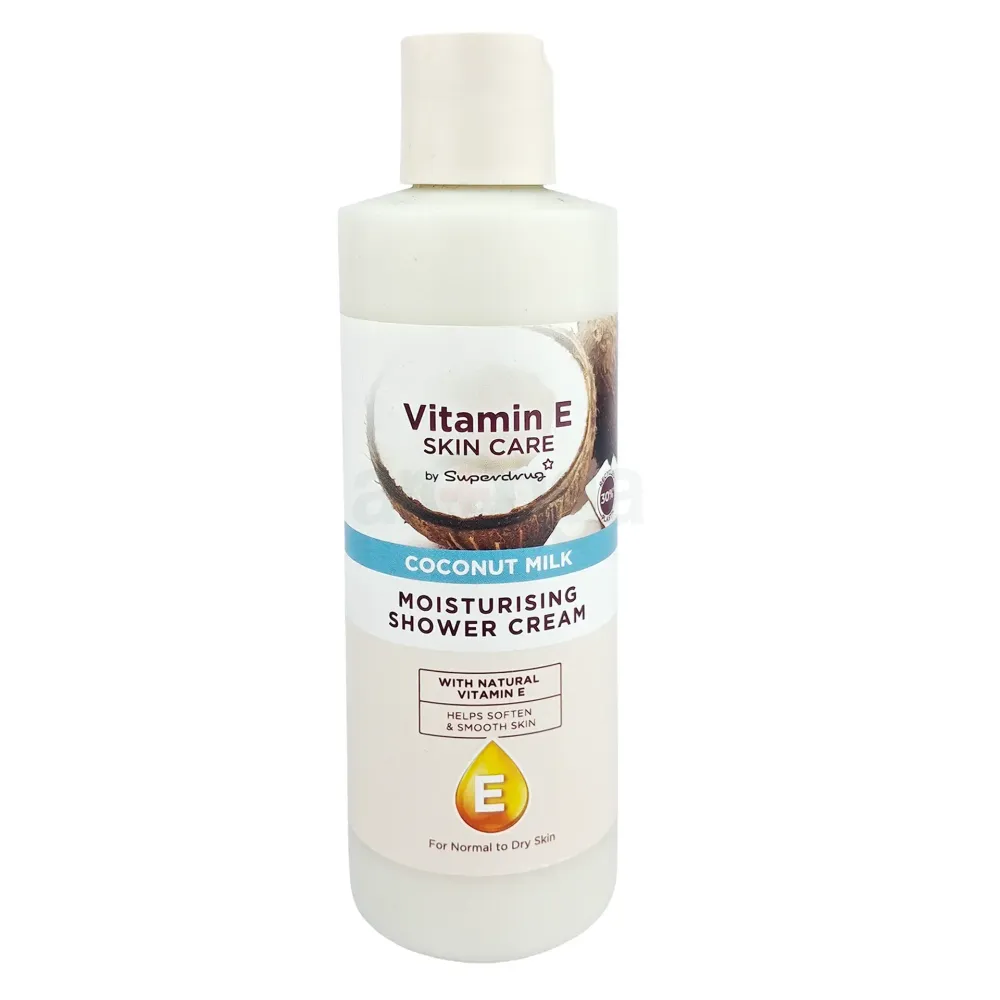 Vitamin E
SKIN CARE
by Superdrug
30%
COCONUT MILK
MOISTURISING
SHOWER CREAM
WITH NATURAL
VITAMIN E
HELPS SOFTEN
& SMOOTH SKIN
E
For Normal to Dry Skin